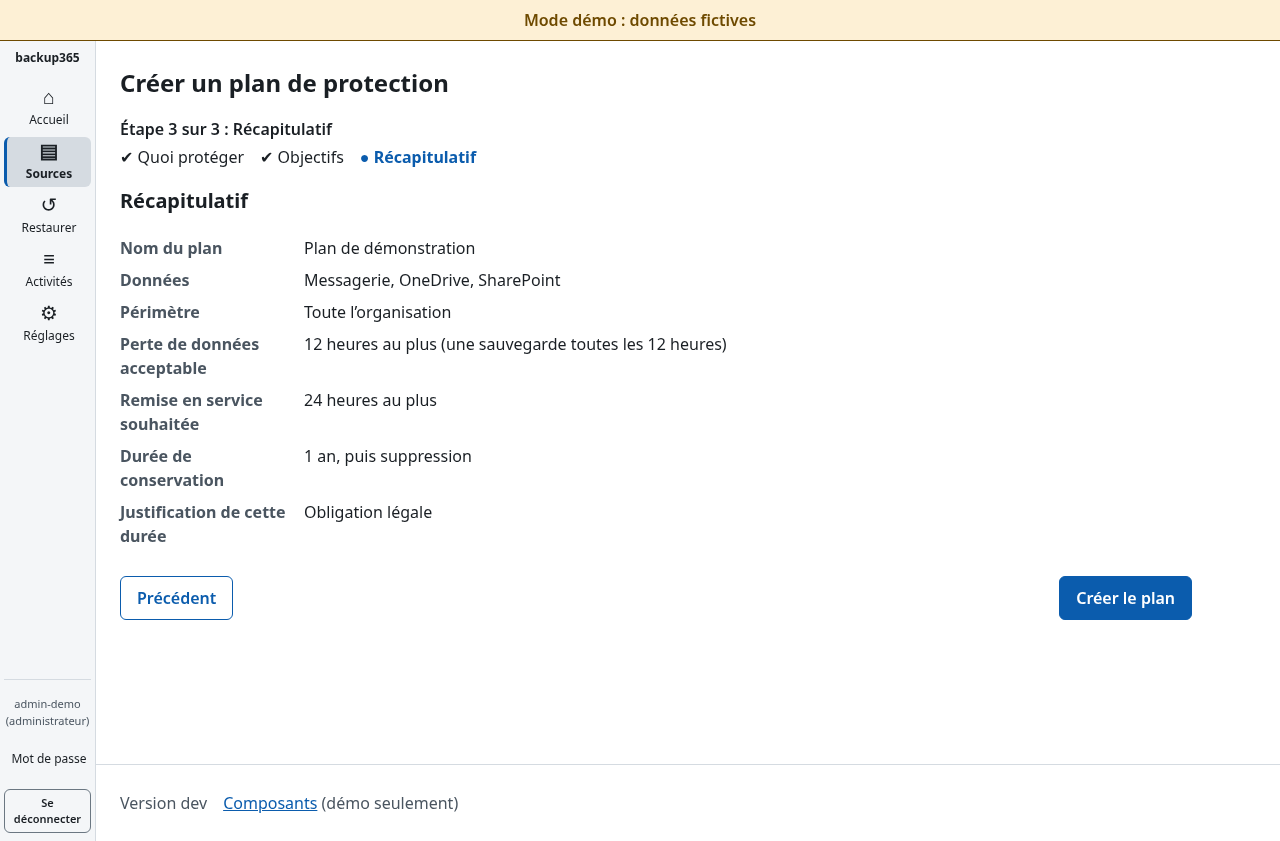 Mode démo : données fictives
backup365
Accueil
Sources
Restaurer
Activités
Réglages
admin-demo
(administrateur)
Mot de passe
Se
déconnecter
Créer un plan de protection
Étape 3 sur 3 : Récapitulatif
✔ Quoi protéger ✔ Objectifs ● Récapitulatif
Récapitulatif
Nom du plan Plan de démonstration
Données Messagerie, OneDrive, SharePoint
Périmètre Toute l’organisation
Perte de données 12 heures au plus (une sauvegarde toutes les 12 heures)
acceptable
Remise en service 24 heures au plus
souhaitée
Durée de 1 an, puis suppression
conservation
Justification de cette Obligation légale
durée
Précédent Créer le plan
Version dev Composants (démo seulement)